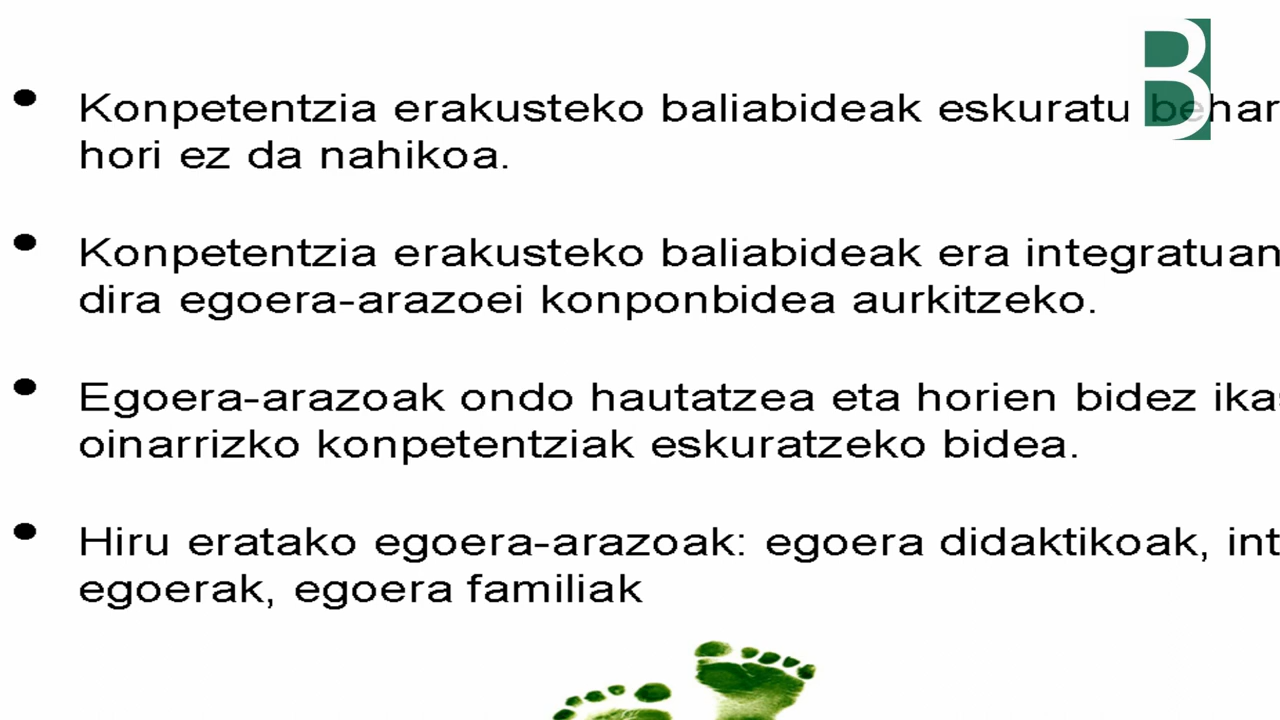 • Konpetentzia erakusteko baliabideak eskuratu behar
hori ez da nahikoa.
• Konpetentzia erakusteko baliabideak era integratuan
dira egoera-arazoei konponbidea aurkitzeko.
• Egoera-arazoak ondo hautatzea eta horien bidez
oinarrizko konpetentziak eskuratzeko bidea.
• Hiru eratako egoera-arazoak: egoera didaktikoak,
egoerak, egoera familiak
B